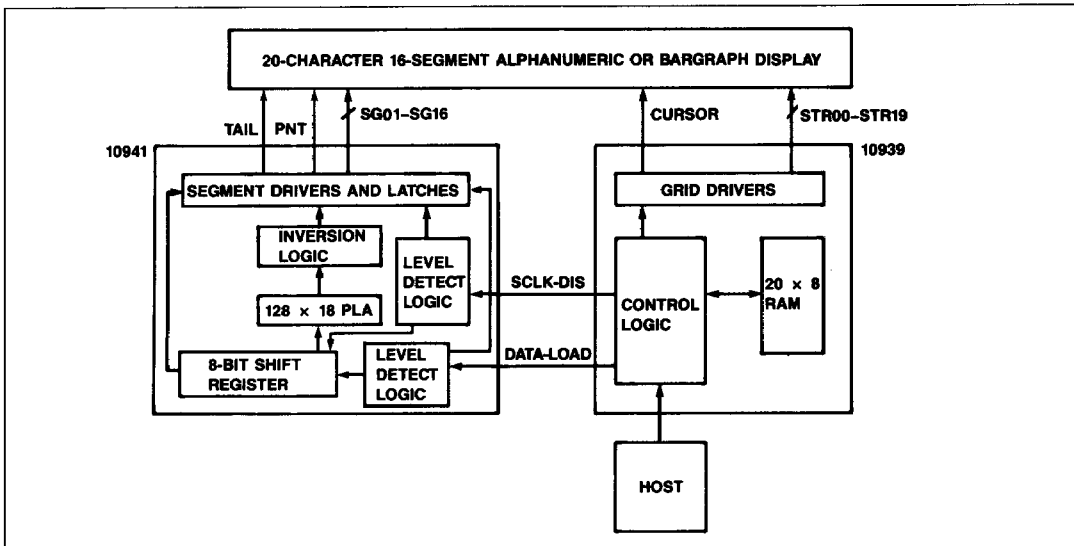 20-CHARACTER 16-SEGMENT ALPHANUMERIC OR BARGRAPH DISPLAY
TAIL
PNT
SG01-SG16
CURSOR
STR00-STR19
10941
10939
SEGMENT DRIVERS AND LATCHES
INVERSION
LOGIC
128 × 18 PLA
8-BIT SHIFT
REGISTER
LEVEL
DETECT
LOGIC
LEVEL
DETECT
LOGIC
SCLK-DIS
DATA-LOAD
GRID DRIVERS
CONTROL
LOGIC
20 × 8
RAM
HOST